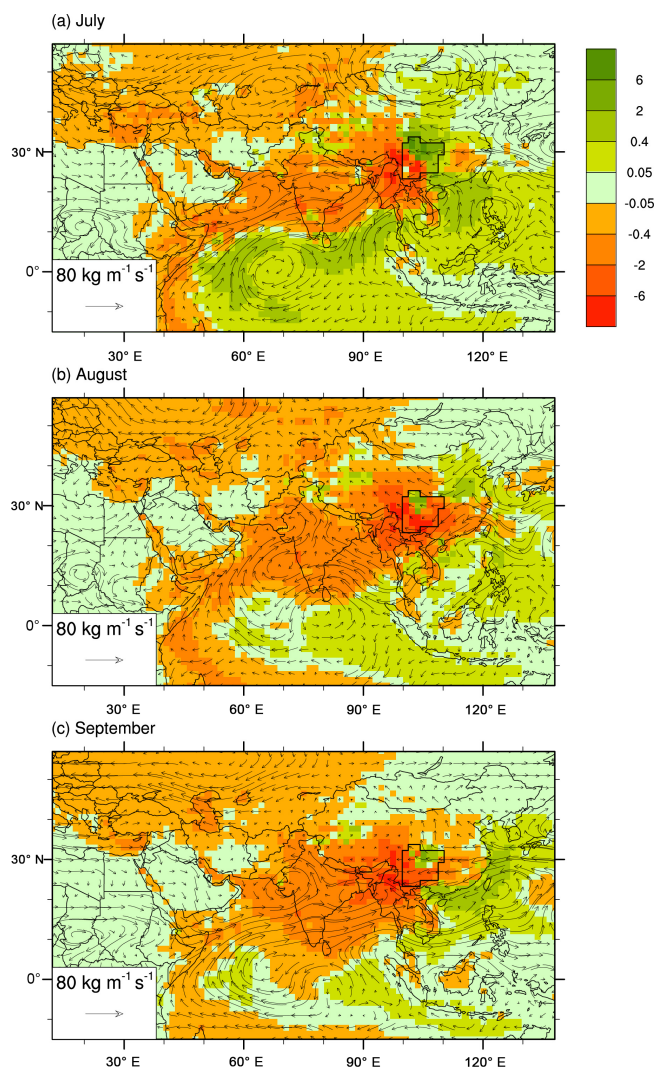 (a) July
30° N
0°
80 kg m⁻¹ s⁻¹
30° E 60° E 90° E 120° E
6
2
0.4
0.05
-0.05
-0.4
-2
-6
(b) August
30° N
0°
80 kg m⁻¹ s⁻¹
30° E 60° E 90° E 120° E
(c) September
30° N
0°
80 kg m⁻¹ s⁻¹
30° E 60° E 90° E 120° E